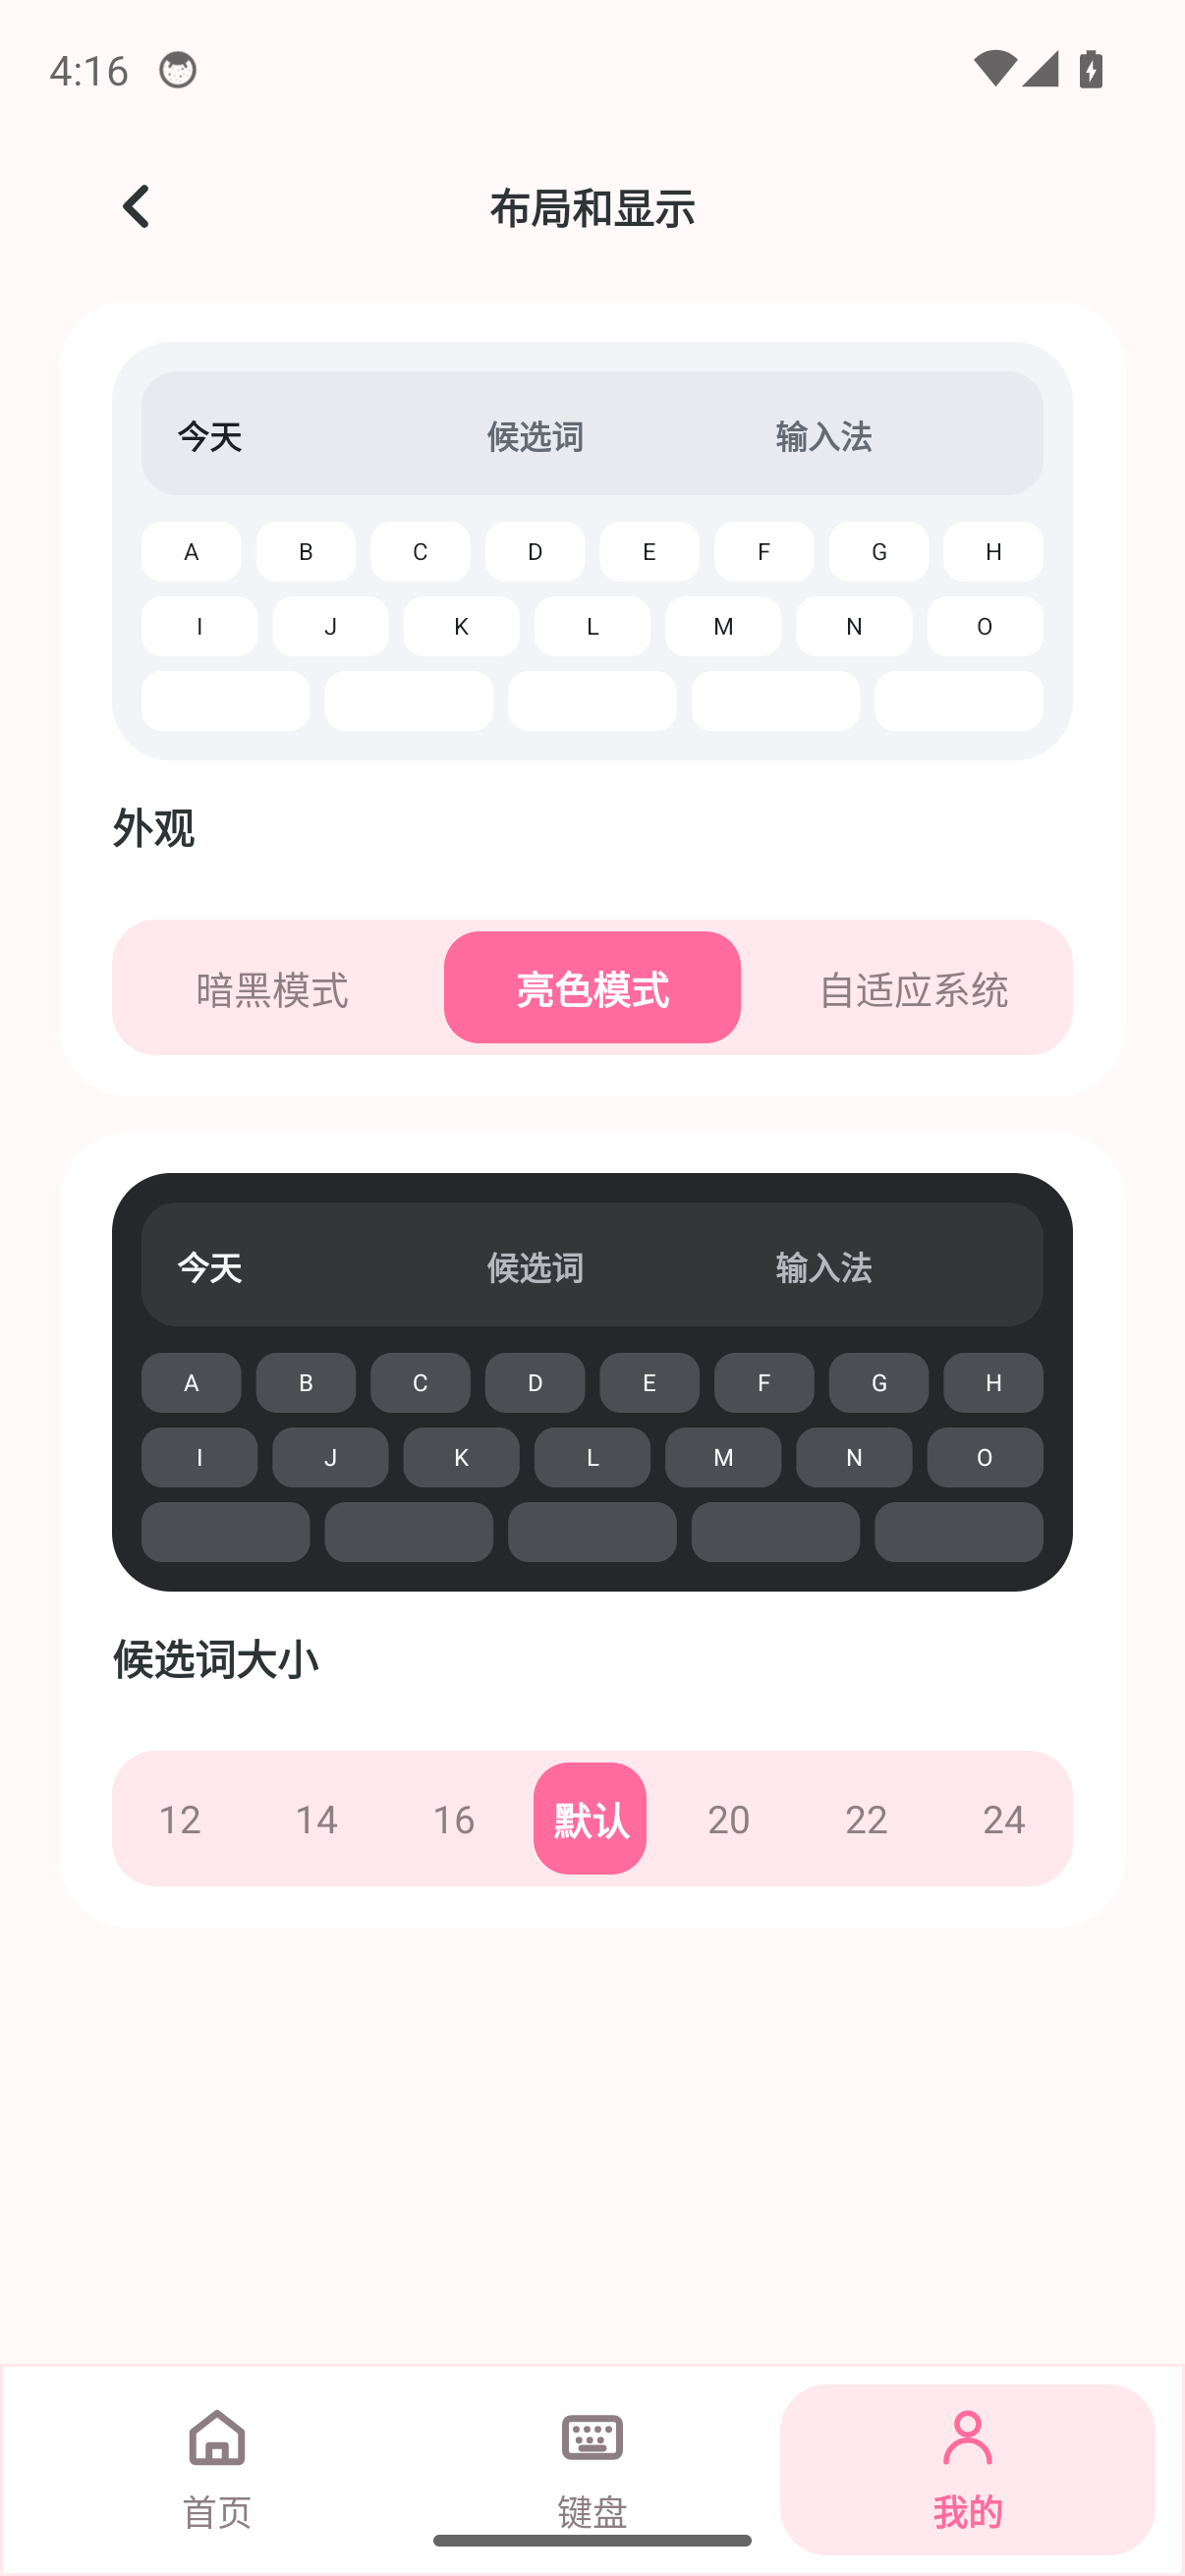 4:16
布局和显示
今天 候选词 输入法
A B C D E F G H
I J K L M N O
外观
暗黑模式 亮色模式 自适应系统
今天 候选词 输入法
A B C D E F G H
I J K L M N O
候选词大小
12 14 16 默认 20 22 24
首页 键盘 我的